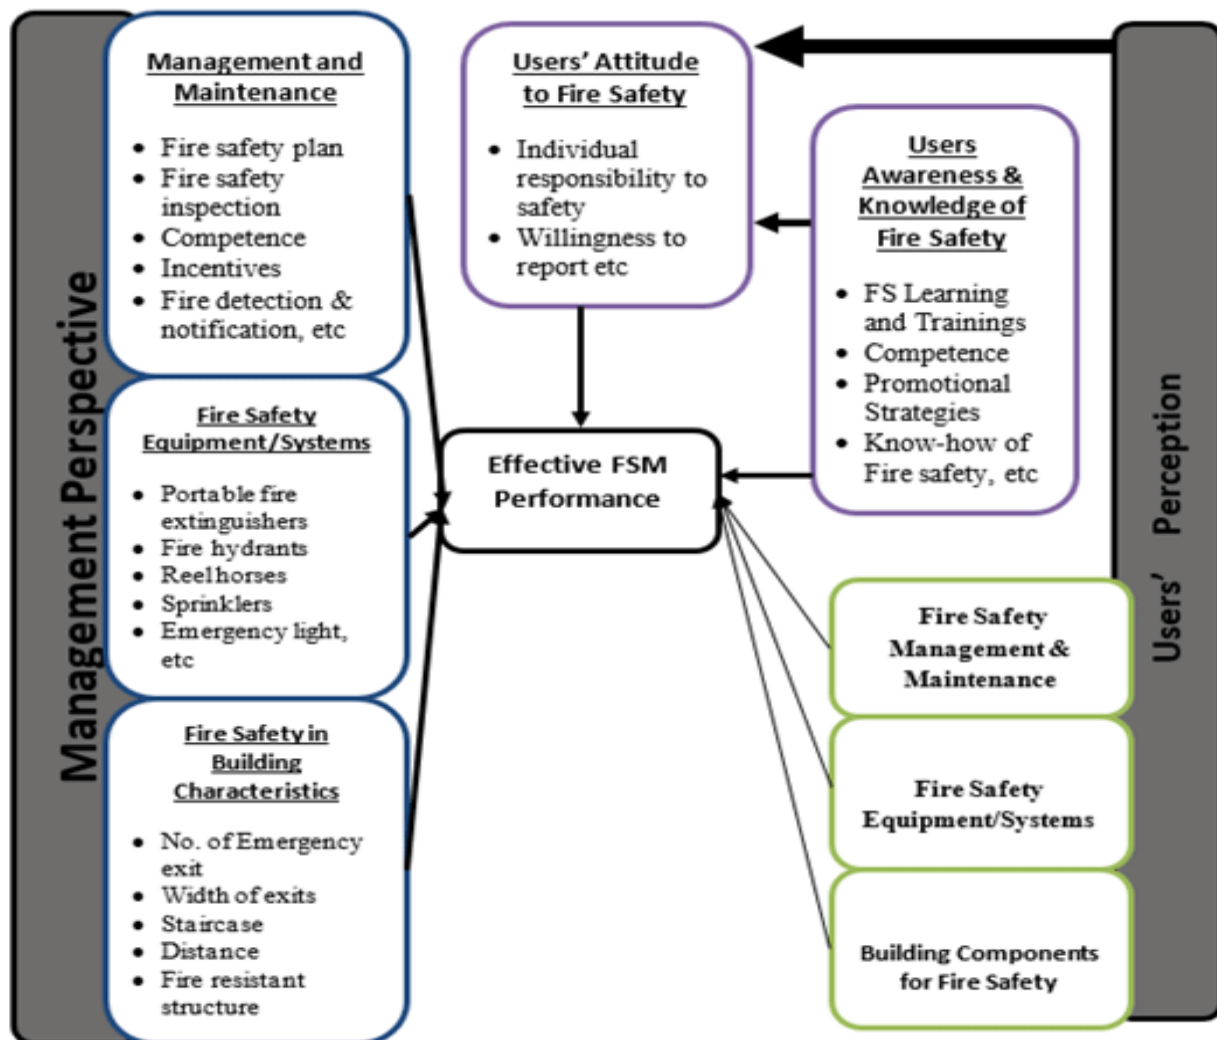 Management Perspective
Management and
Maintenance
• Fire safety plan
• Fire safety
inspection
• Competence
• Incentives
• Fire detection &
notification, etc
Fire Safety
Equipment/Systems
• Portable fire
extinguishers
• Fire hydrants
• Reel horses
• Sprinklers
• Emergency light,
etc
Fire Safety in
Building
Characteristics
• No. of Emergency
exit
• Width of exits
• Staircase
• Distance
• Fire resistant
structure
Users' Attitude
to Fire Safety
• Individual
responsibility to
safety
• Willingness to
report etc
Effective FSM
Performance
Users
Awareness &
Knowledge of
Fire Safety
• FS Learning
and Trainings
• Competence
• Promotional
Strategies
• Know-how of
Fire safety, etc
Fire Safety
Management &
Maintenance
Fire Safety
Equipment/Systems
Building Components
for Fire Safety
Users' Perception